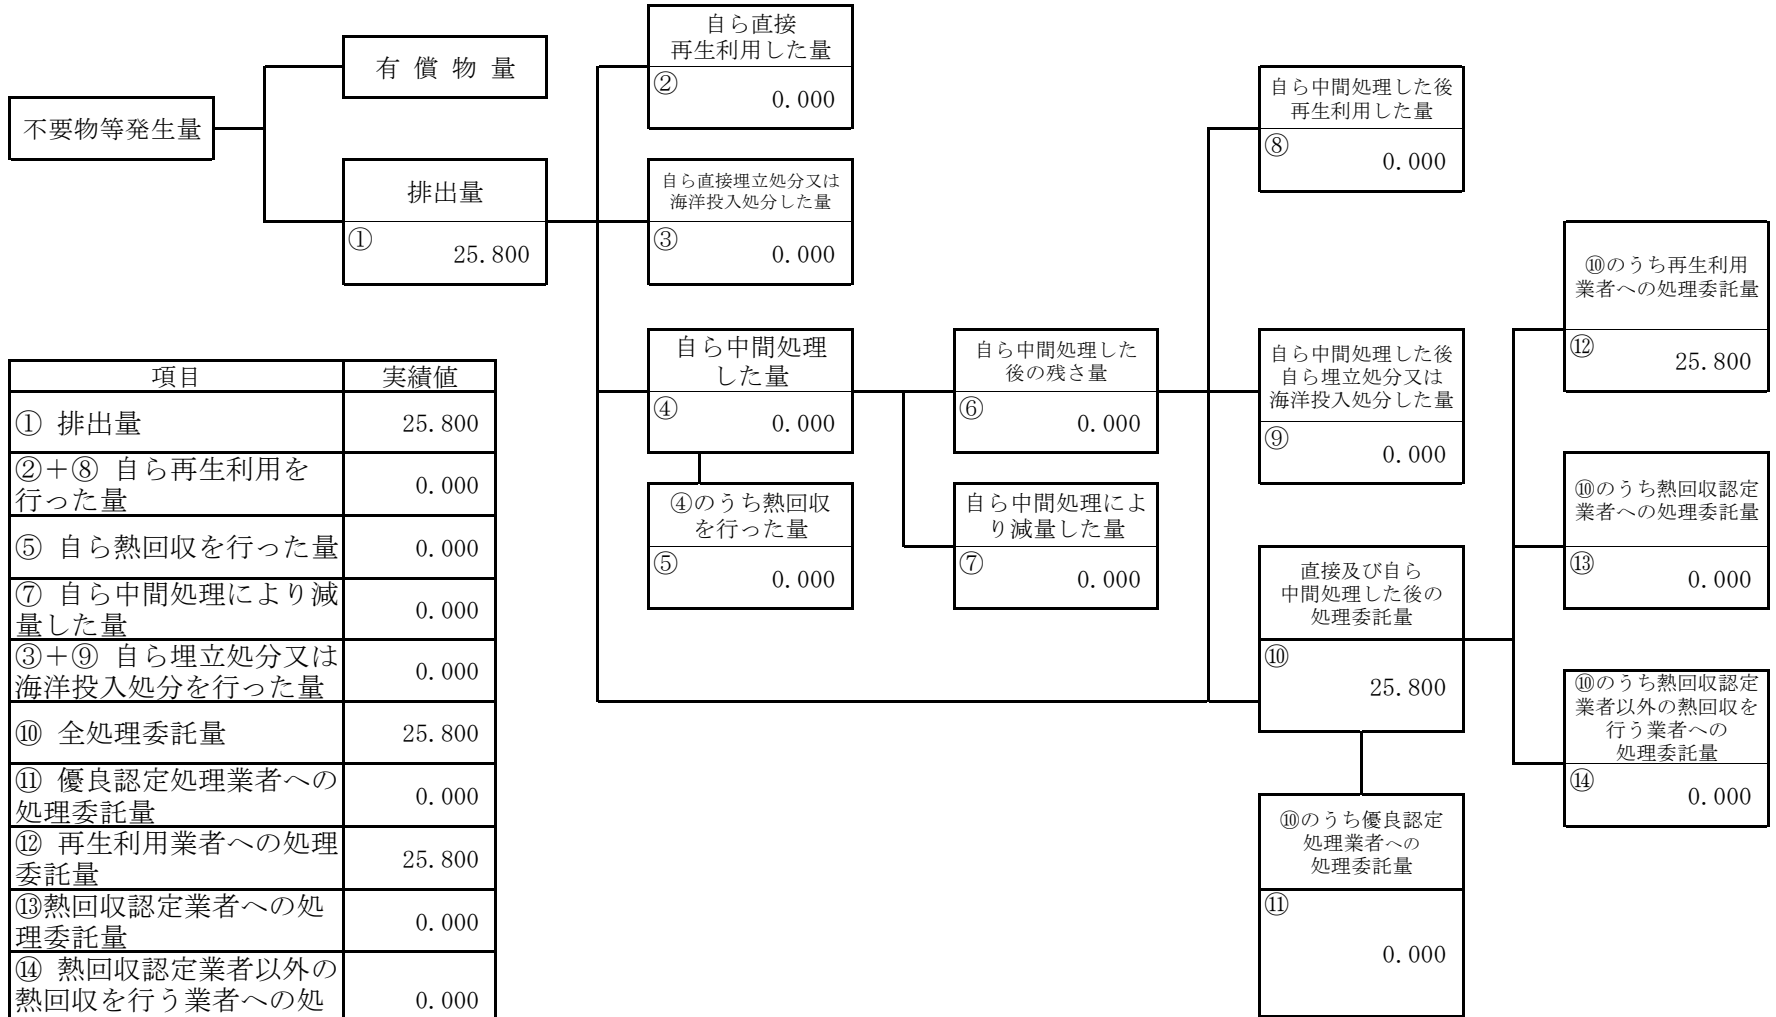 不要物等発生量
有 償 物 量
排出量
①
25.800
自ら直接
再生利用した量
②
0.000
自ら直接埋立処分又は
海洋投入処分した量
③
0.000
自ら中間処理
した量
④
0.000
④のうち熱回収
を行った量
⑤
0.000
自ら中間処理した
後の残さ量
⑥
0.000
自ら中間処理によ
り減量した量
⑦
0.000
自ら中間処理した後
再生利用した量
⑧
0.000
自ら中間処理した後
自ら埋立処分又は
海洋投入処分した量
⑨
0.000
直接及び自ら
中間処理した後の
処理委託量
⑩
25.800
⑩のうち優良認定
処理業者への
処理委託量
⑪
0.000
⑩のうち再生利用
業者への処理委託量
⑫
25.800
⑩のうち熱回収認定
業者への処理委託量
⑬
0.000
⑩のうち熱回収認定
業者以外の熱回収を
行う業者への
処理委託量
⑭
0.000
項目 実績値
① 排出量 25.800
②＋⑧ 自ら再生利用を
行った量 0.000
⑤ 自ら熱回収を行った量 0.000
⑦ 自ら中間処理により減
量した量 0.000
③＋⑨ 自ら埋立処分又は
海洋投入処分を行った量 0.000
⑩ 全処理委託量 25.800
⑪ 優良認定処理業者への
処理委託量 0.000
⑫ 再生利用業者への処理
委託量 25.800
⑬熱回収認定業者への処
理委託量 0.000
⑭ 熱回収認定業者以外の
熱回収を行う業者への処 0.000